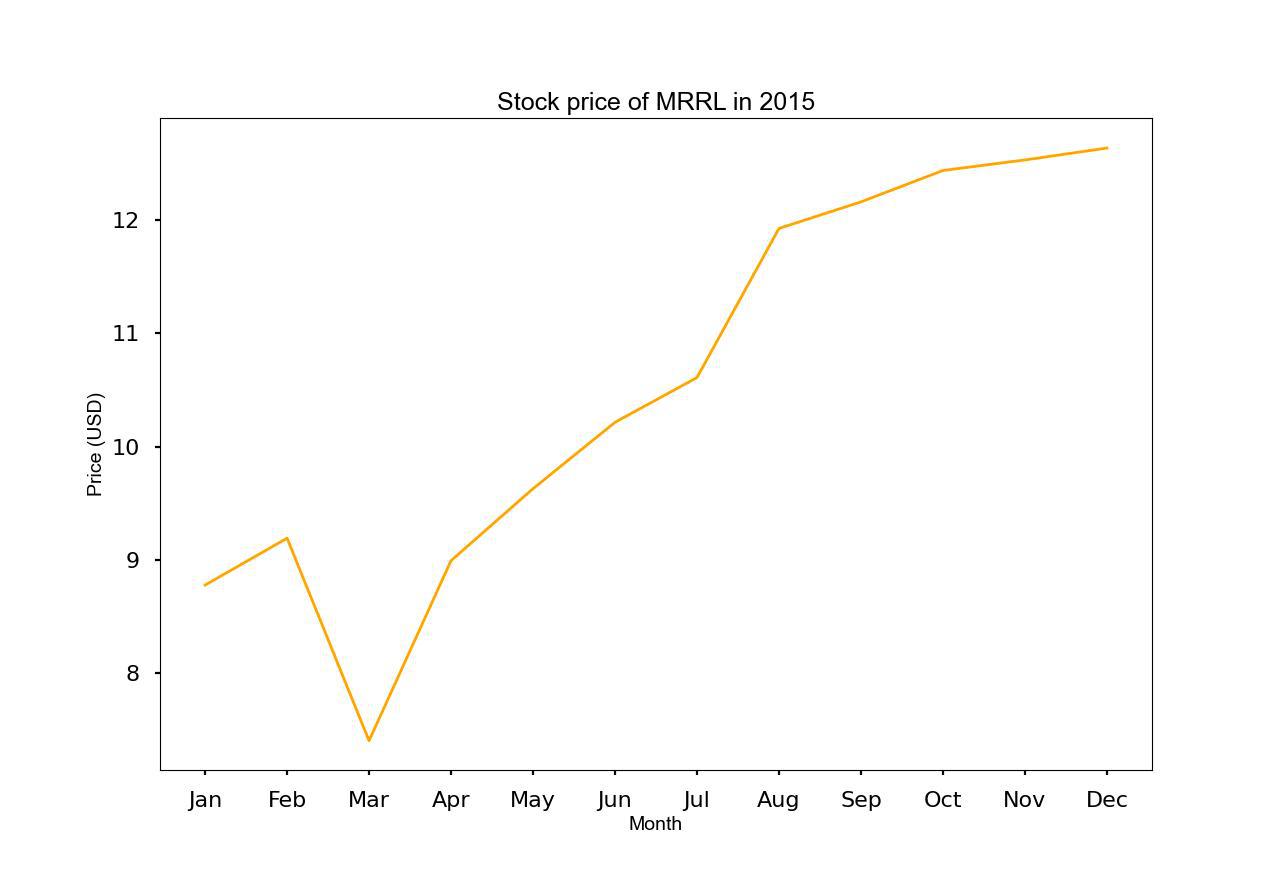 Stock price of MRRL in 2015
Price (USD)
12
11
10
9
8
Jan Feb Mar Apr May Jun Jul Aug Sep Oct Nov Dec
Month